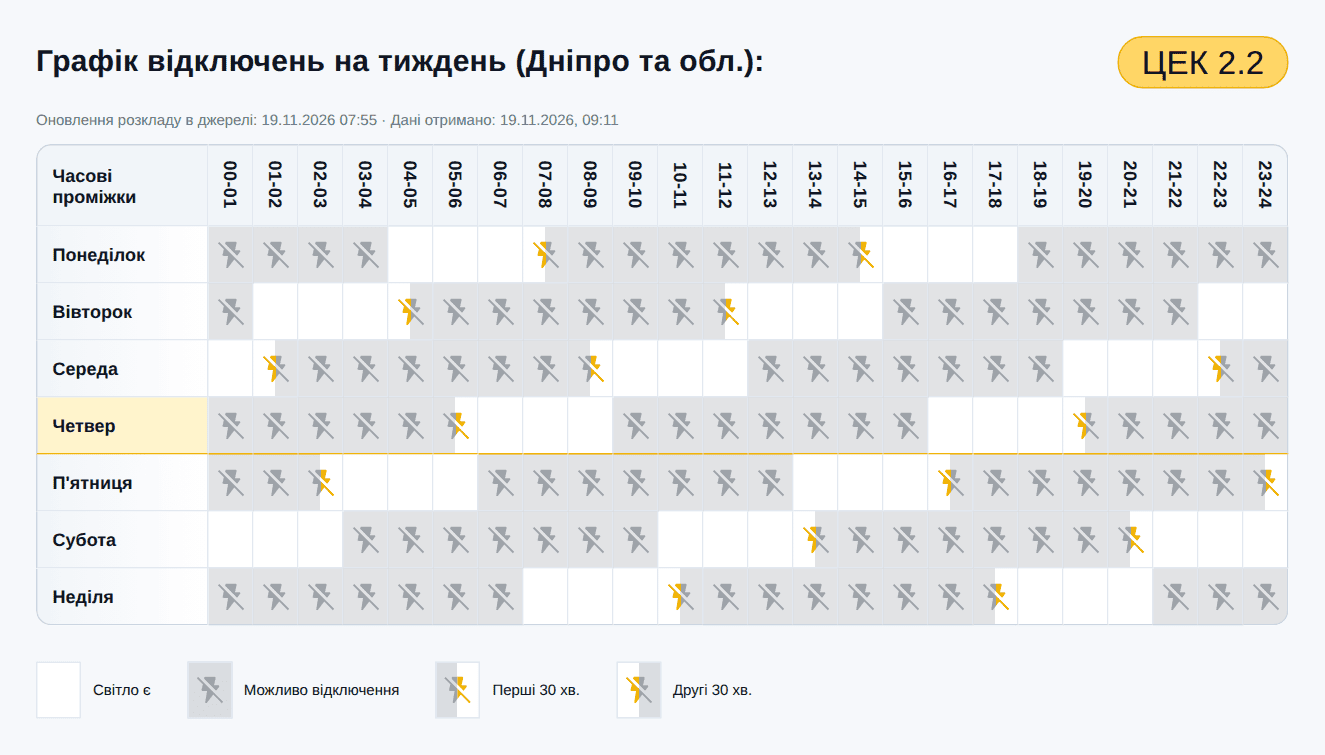 Графік відключень на тиждень (Дніпро та обл.):
ЦЕК 2.2
Оновлення розкладу в джерелі: 19.11.2026 07:55 · Дані отримано: 19.11.2026, 09:11
Часові
проміжки
00-01
01-02
02-03
03-04
04-05
05-06
06-07
07-08
08-09
09-10
10-11
11-12
12-13
13-14
14-15
15-16
16-17
17-18
18-19
19-20
20-21
21-22
22-23
23-24
Понеділок
Вівторок
Середа
Четвер
П'ятниця
Субота
Неділя
Світло є
Можливо відключення
Перші 30 хв.
Другі 30 хв.